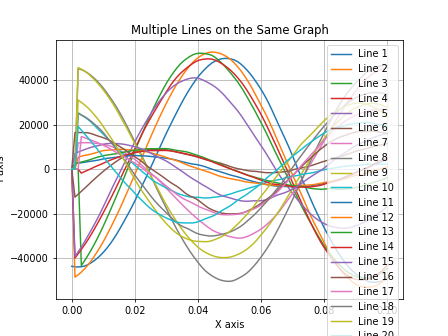 Multiple Lines on the Same Graph
40000
20000
0
−20000
−40000
0.00
0.02
0.04
0.06
X axis
Line 1
Line 2
Line 3
Line 4
Line 5
Line 6
Line 7
Line 8
Line 9
Line 10
Line 11
Line 12
Line 13
Line 14
Line 15
Line 16
Line 17
Line 18
Line 19